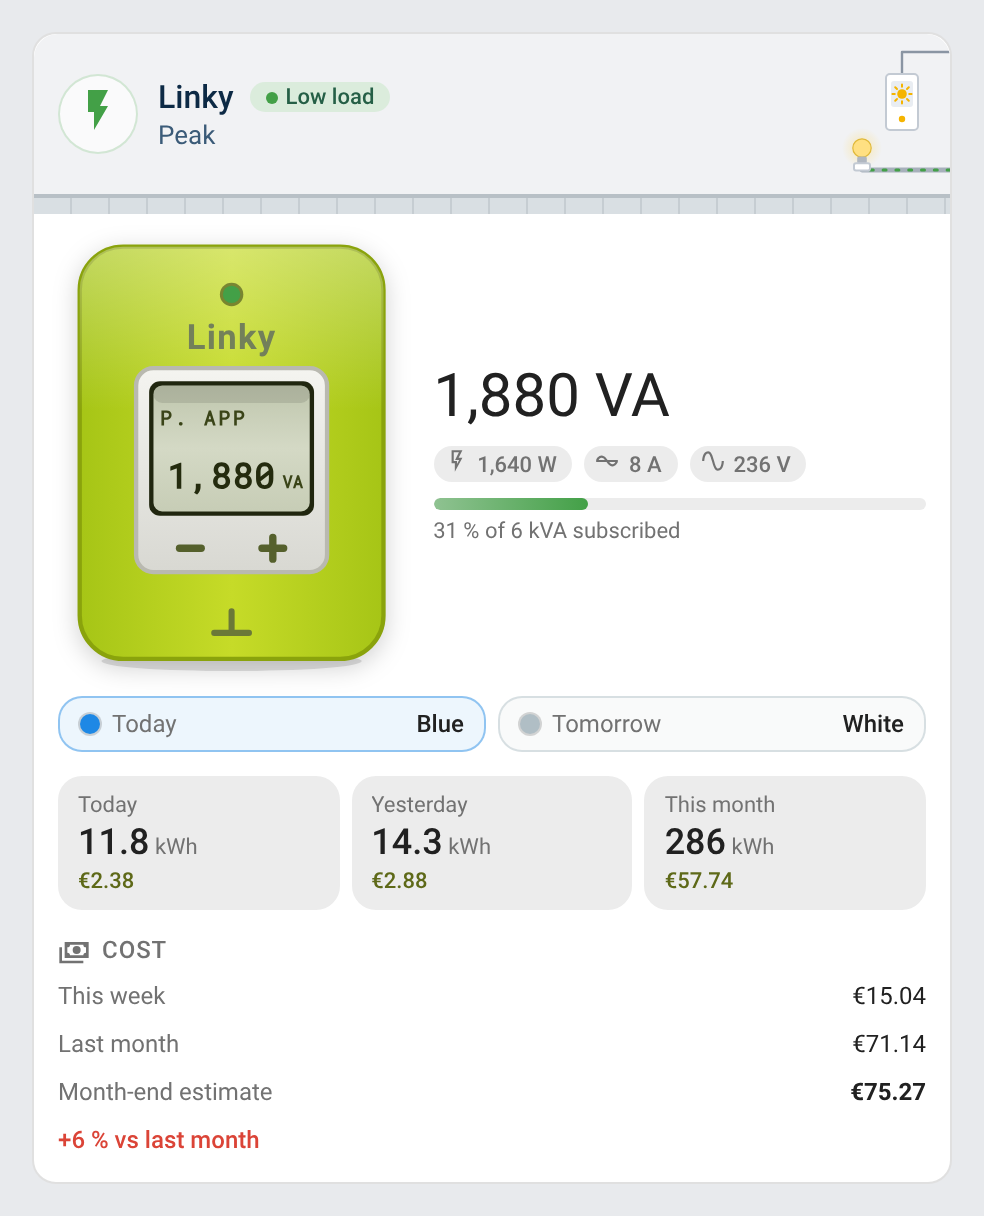 Linky
Low load
Peak
Linky
P. APP
1,880 VA
1,880 VA
1,640 W
8 A
236 V
31 % of 6 kVA subscribed
Today
Blue
Tomorrow
White
Today
11.8 kWh
€2.38
Yesterday
14.3 kWh
€2.88
This month
286 kWh
€57.74
COST
This week
€15.04
Last month
€71.14
Month-end estimate
€75.27
+6 % vs last month